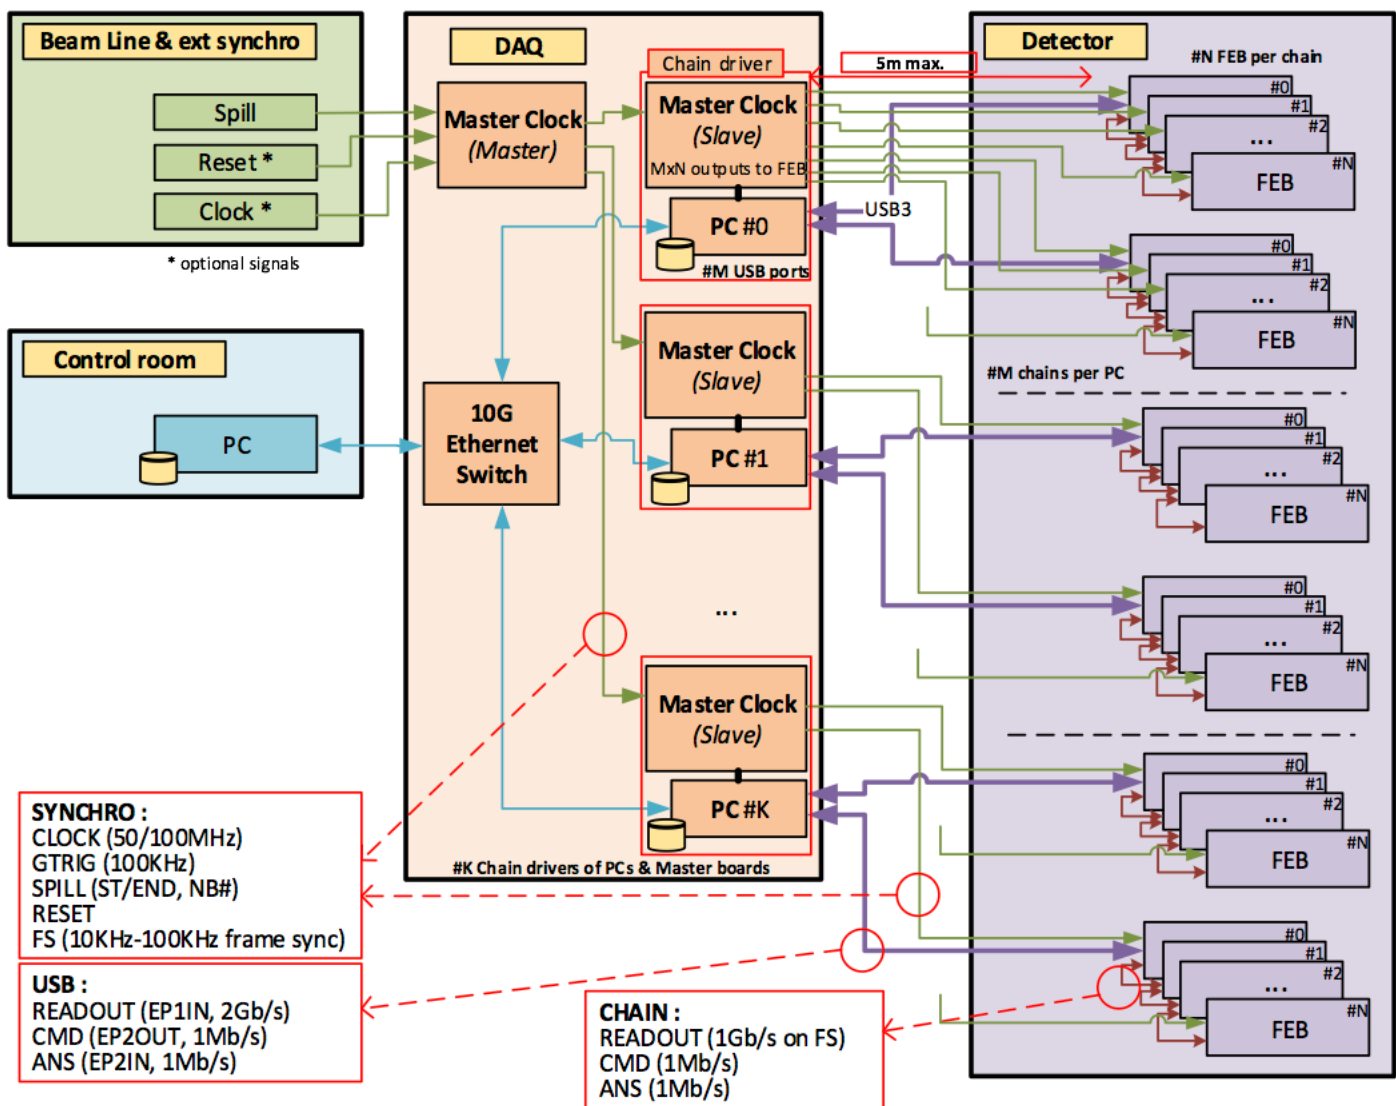 Beam Line & ext synchro
Spill
Reset *
Clock *
* optional signals
Control room
PC
DAQ
Master Clock
(Master)
10G
Ethernet
Switch
Chain driver
Master Clock
(Slave)
MxN outputs to FEB
PC #0
#M USB ports
Master Clock
(Slave)
PC #1
...
Master Clock
(Slave)
PC #K
#K Chain drivers of PCs & Master boards
5m max.
USB3
Detector
#N FEB per chain
#0
#1
#2
...
#N
FEB
#0
#1
#2
...
#N
FEB
#M chains per PC
#0
#1
#2
...
#N
FEB
#0
#1
#2
...
#N
FEB
#0
#1
#2
...
#N
FEB
#0
#1
#2
...
#N
FEB
SYNCHRO :
CLOCK (50/100MHz)
GTRIG (100KHz)
SPILL (ST/END, NB#)
RESET
FS (10KHz-100KHz frame sync)
USB :
READOUT (EP1IN, 2Gb/s)
CMD (EP2OUT, 1Mb/s)
ANS (EP2IN, 1Mb/s)
CHAIN :
READOUT (1Gb/s on FS)
CMD (1Mb/s)
ANS (1Mb/s)